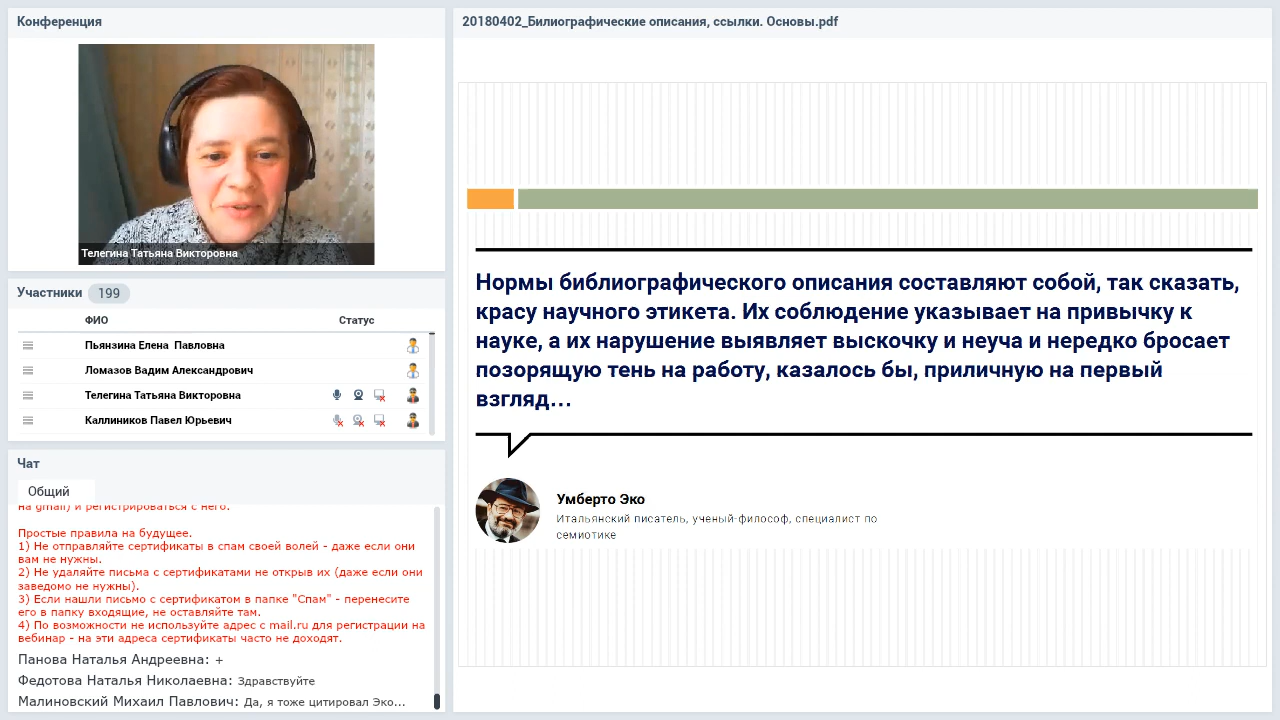 Конференция
Телегина Татьяна Викторовна
Участники 199
ФИО Статус
Пьянзина Елена Павловна
Ломазов Вадим Александрович
Телегина Татьяна Викторовна
Каллиников Павел Юрьевич
Чат
Общий
на gmail) и регистрироваться с него.
Простые правила на будущее.
1) Не отправляйте сертификаты в спам своей волей - даже если они
вам не нужны.
2) Не удаляйте письма с сертификатами не открыв их (даже если они
заведомо не нужны).
3) Если нашли письмо с сертификатом в папке "Спам" - перенесите
его в папку входящие, не оставляйте там.
4) По возможности не используйте адрес с mail.ru для регистрации на
вебинар - на эти адреса сертификаты часто не доходят.
Панова Наталья Андреевна: +
Федотова Наталья Николаевна: Здравствуйте
Малиновский Михаил Павлович: Да, я тоже цитировал Эко...
20180402_Билиографические описания, ссылки. Основы.pdf
Нормы библиографического описания составляют собой, так сказать,
красу научного этикета. Их соблюдение указывает на привычку к
науке, а их нарушение выявляет выскочку и неуча и нередко бросает
позорящую тень на работу, казалось бы, приличную на первый
взгляд...
Умберто Эко
Итальянский писатель, ученый-философ, специалист по
семиотике